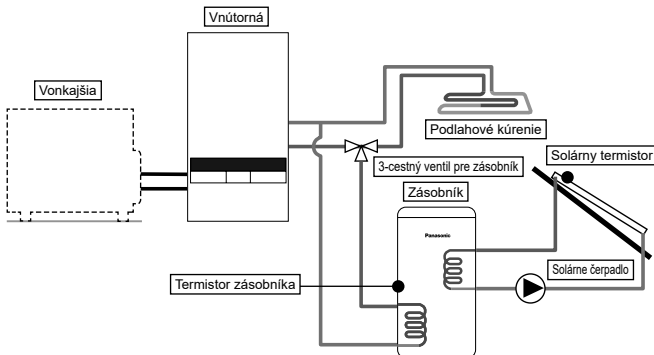 Vnútorná
Vonkajšia
Podlahové kúrenie
Solárny termistor
3-cestný ventil pre zásobník
Zásobník
Panasonic
Solárne čerpadlo
Termistor zásobníka